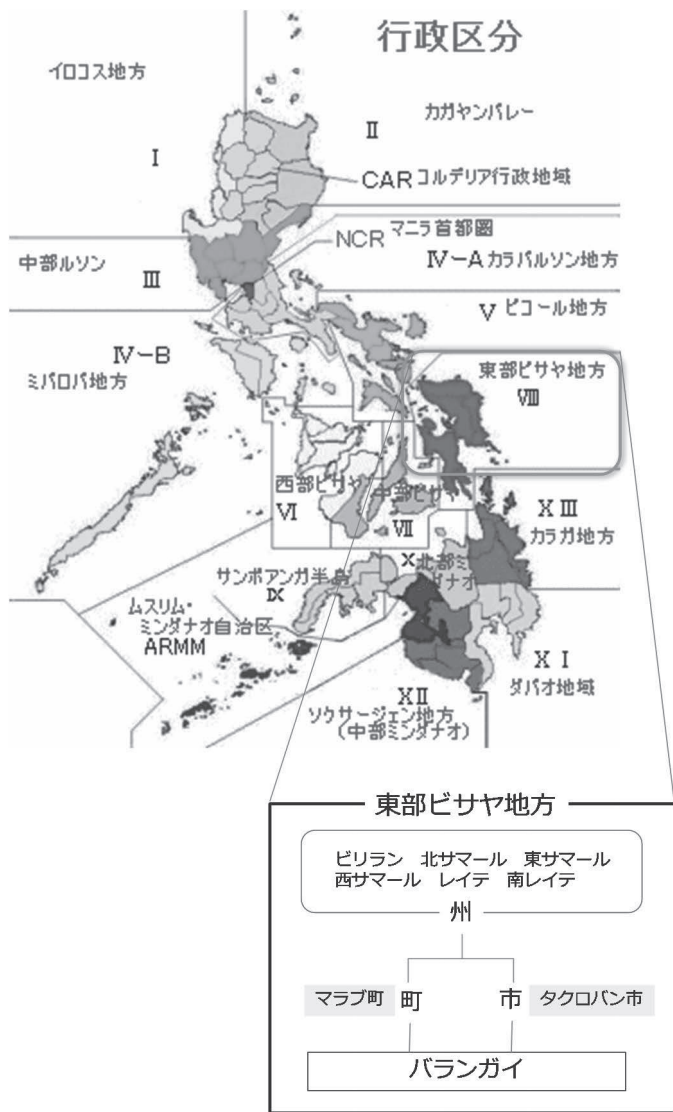 行政区分
イロコス地方
II
カガヤンバレー
I
CAR コルデリア行政地域
マニラ首都圏
NCR
中部ルソン
III
IV-A カラバルソン地方
V ビコール地方
IV-B
ミバロパ地方
東部ビサヤ地方
VIII
西部ビサヤ
中部ビサヤ
VI
VII
XIII
カラガ地方
X 北部ミ
ダナオ
サンボアンガ半島
IX
ムスリム・
ミンダナオ自治区
ARMM
XI
ダバオ地域
XII
ソクサージェン地方
(中部ミンダナオ)
東部ビサヤ地方
ビリラン 北サマール 東サマール
西サマール レイテ 南レイテ
州
マラブ町 町 市 タクロバン市
バランガイ